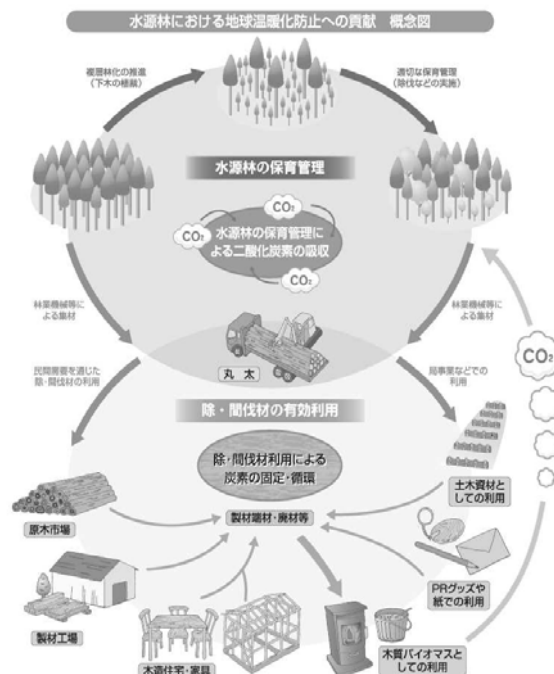 水源林における地球温暖化防止への貢献　概念図
複層林化の推進
（下木の植栽）
適切な保育管理
（除伐などの実施）
水源林の保育管理
CO₂
CO₂
水源林の保育管理に
よる二酸化炭素の吸収
CO₂
林業機械等
による集材
林業機械等
による集材
CO₂
丸太
民間需要を通じた
除・間伐材の利用
局事業などでの
利用
除・間伐材の有効利用
除・間伐材利用による
炭素の固定・循環
土木資材と
しての利用
原木市場
製材端材・廃材等
PRグッズや
紙での利用
製材工場
木造住宅・家具
木質バイオマスと
しての利用